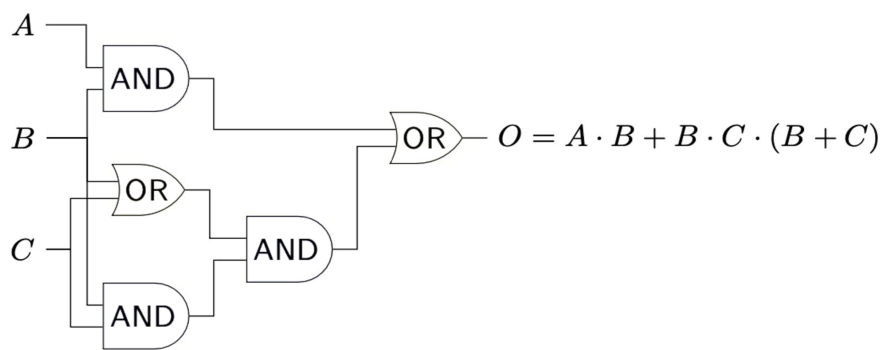 A
AND
B
OR
O = A · B + B · C · (B + C)
OR
C
AND
AND